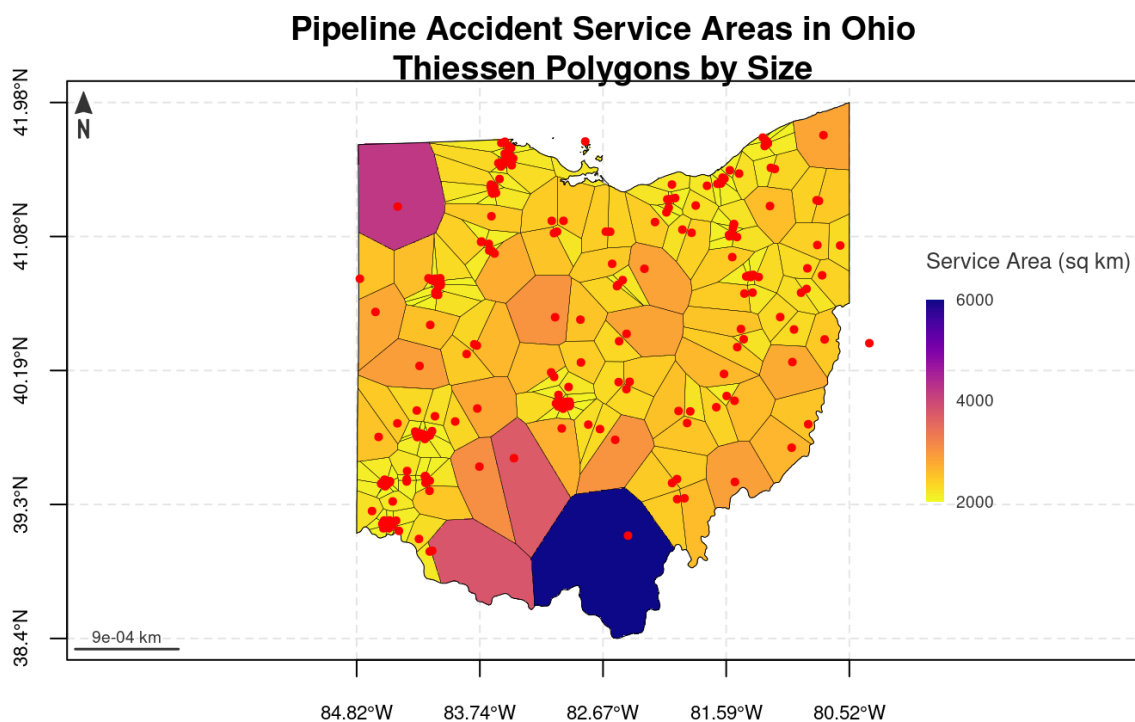 Pipeline Accident Service Areas in Ohio
Thiessen Polygons by Size
41.98°N
41.08°N
40.19°N
39.3°N
38.4°N
N
Service Area (sq km)
6000
4000
2000
9e-04 km
84.82°W
83.74°W
82.67°W
81.59°W
80.52°W